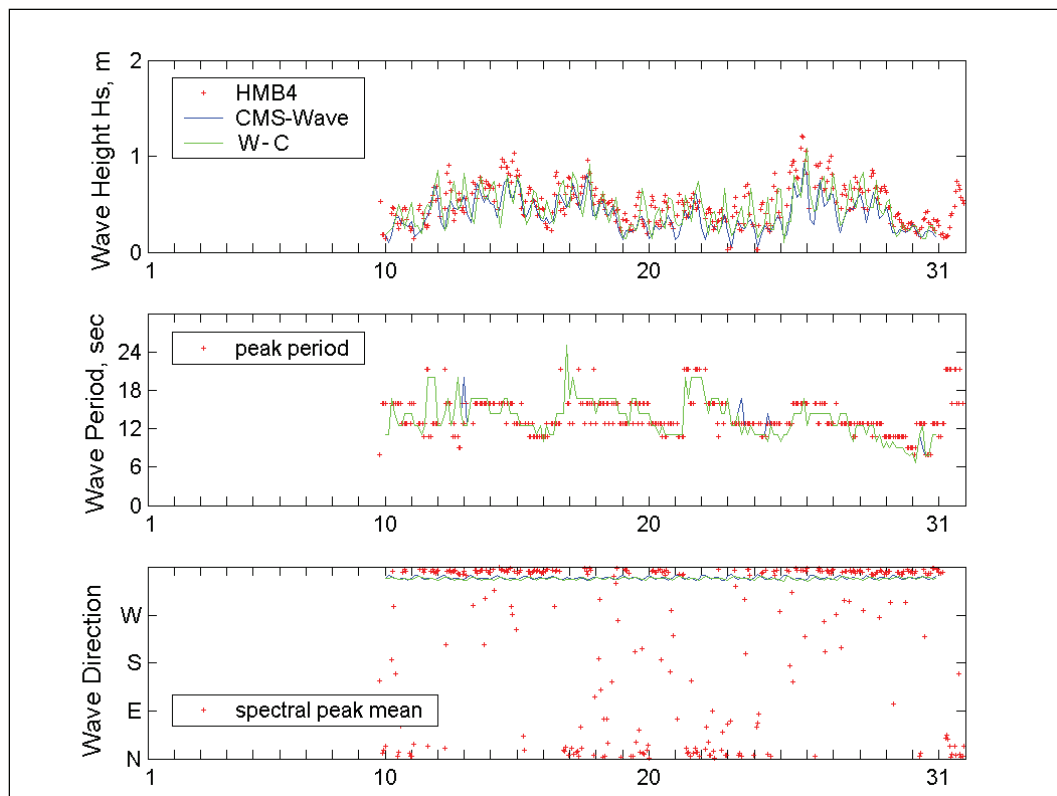 Wave Height Hs, m
2
1
0
HMB4
CMS-Wave
W-C
1 10 20 31
Wave Period, sec
24
18
12
6
0
peak period
1 10 20 31
Wave Direction
W
S
E
N
spectral peak mean
1 10 20 31